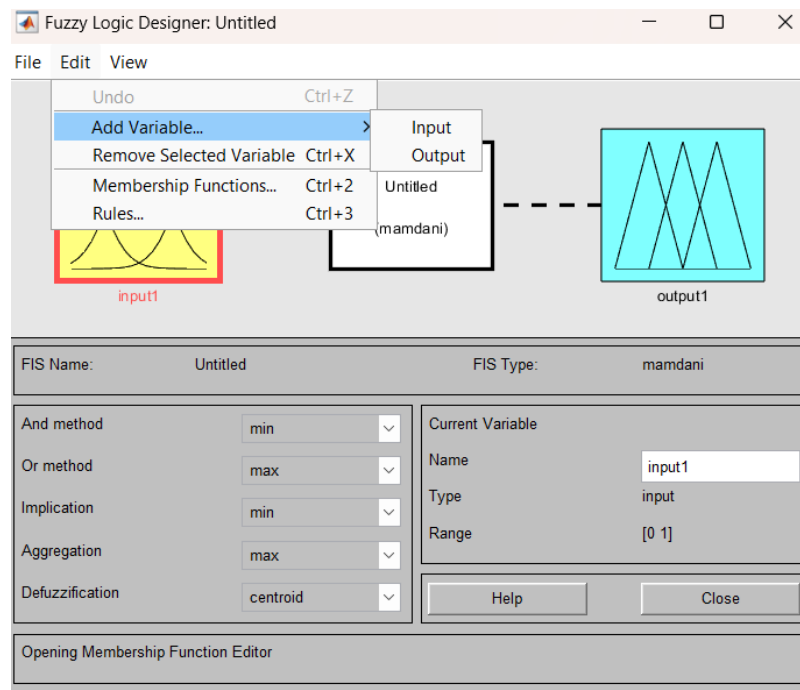 Fuzzy Logic Designer: Untitled
File Edit View
Undo Ctrl+Z
Add Variable... Input
Remove Selected Variable Ctrl+X Output
Membership Functions... Ctrl+2 Untitled
Rules... Ctrl+3 (mamdani)
input1 output1
FIS Name: Untitled FIS Type: mamdani
And method min
Or method max
Implication min
Aggregation max
Defuzzification centroid
Current Variable
Name input1
Type input
Range [0 1]
Help Close
Opening Membership Function Editor